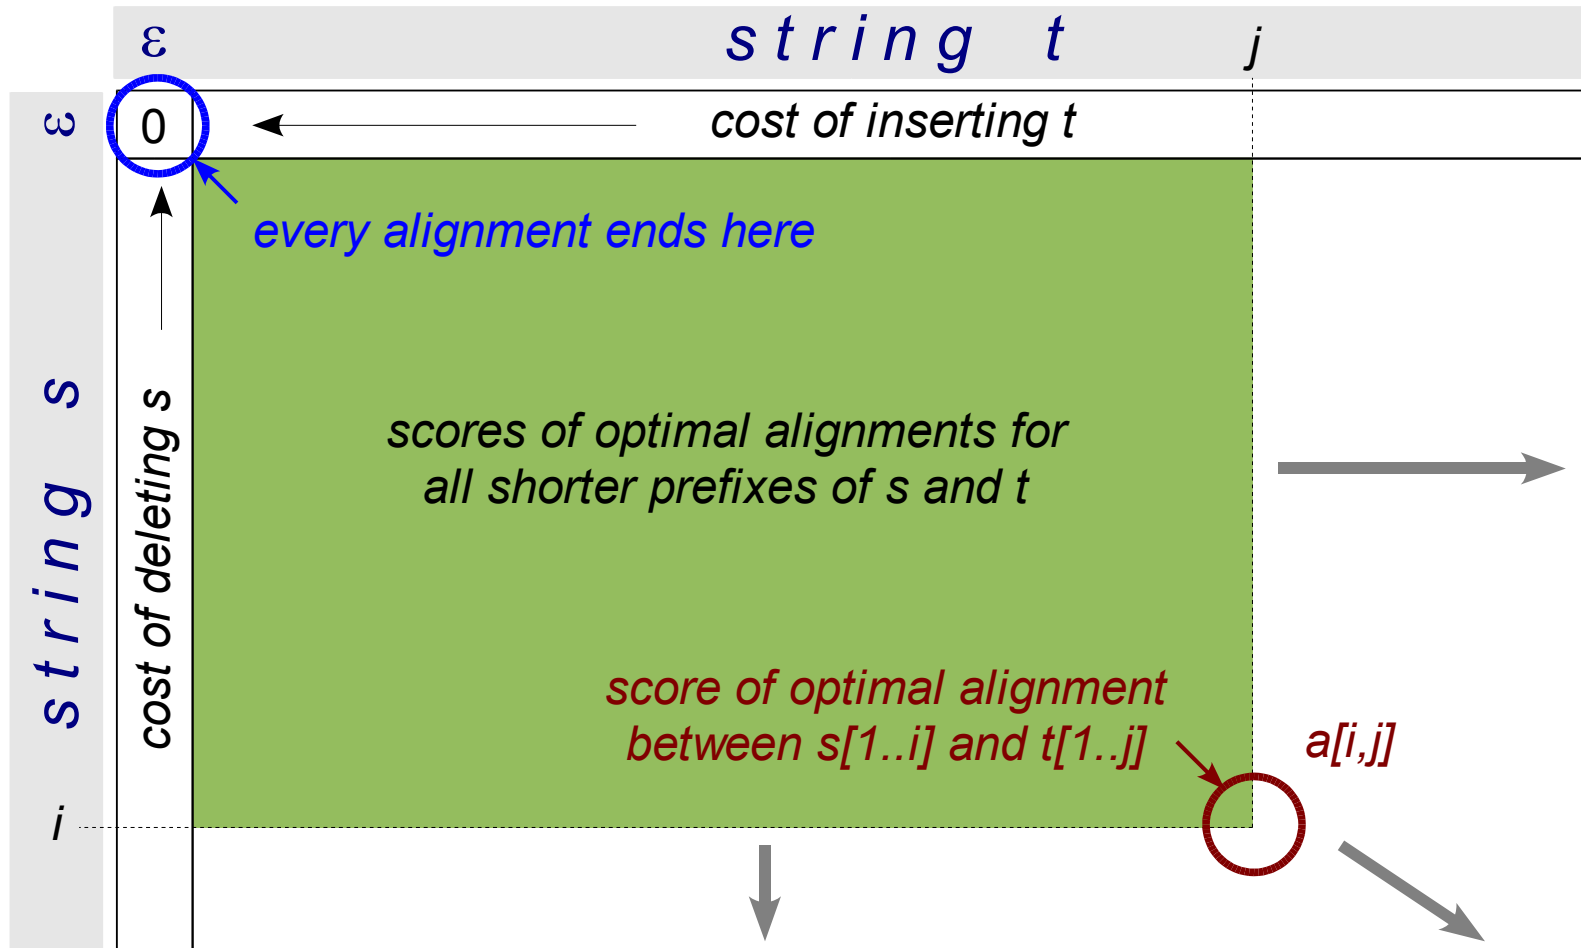 ε
string t
j
ε
0
cost of inserting t
every alignment ends here
string s
cost of deleting s
scores of optimal alignments for
all shorter prefixes of s and t
score of optimal alignment
between s[1..i] and t[1..j]
a[i,j]
i